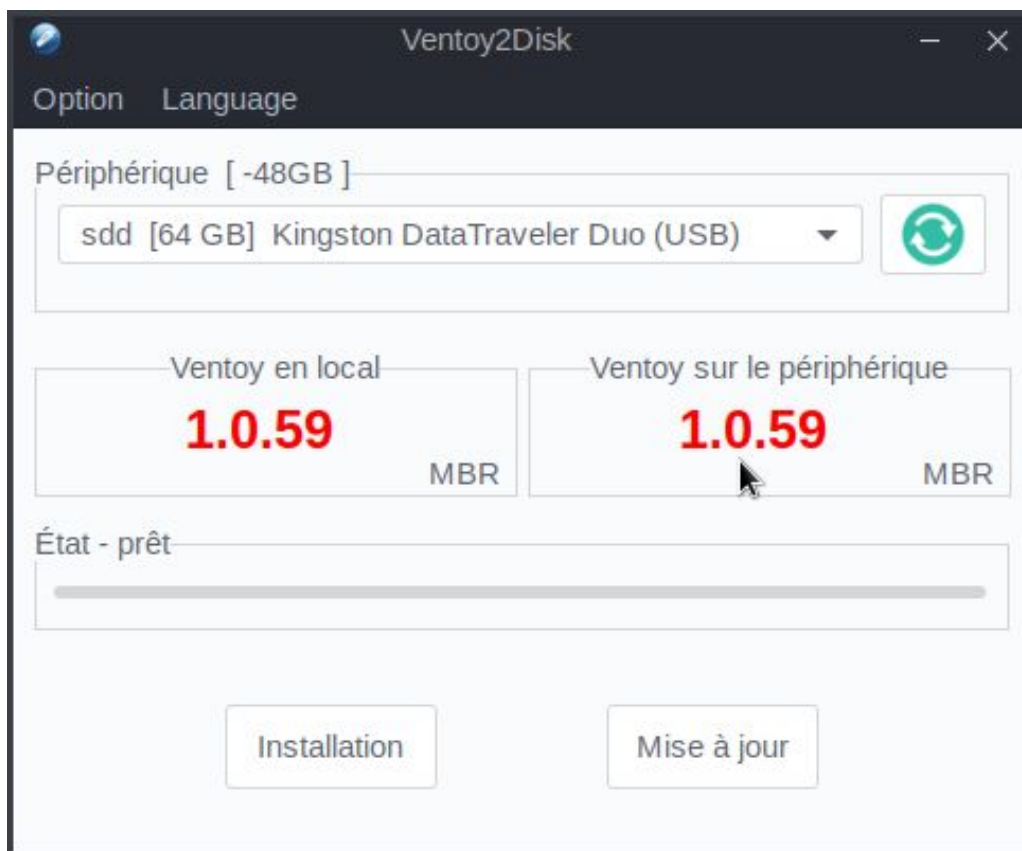 Ventoy2Disk
Option Language
Périphérique [ -48GB ]
sdd [64 GB] Kingston DataTraveler Duo (USB)
Ventoy en local Ventoy sur le périphérique
1.0.59 1.0.59
MBR MBR
État - prêt
Installation Mise à jour